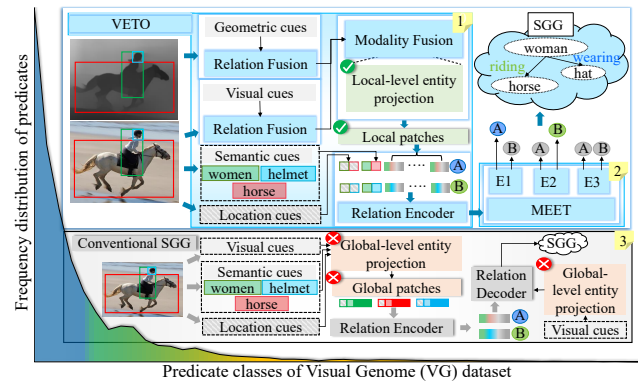 Frequency distribution of predicates
VETO
1
Geometric cues
Relation Fusion
Visual cues
Relation Fusion
Modality Fusion
Local-level entity
projection
Local patches
Semantic cues
women helmet
horse
Location cues
A
B
Relation Encoder
SGG
woman
riding
wearing
horse
hat
A
B
B
A
A
B
2
E1
E2
E3
MEET
3
Conventional SGG
Visual cues
Semantic cues
women helmet
horse
Location cues
Global-level entity
projection
Global patches
Relation Encoder
A
B
Relation
Decoder
SGG
Global-
level entity
projection
Visual cues
Predicate classes of Visual Genome (VG) dataset